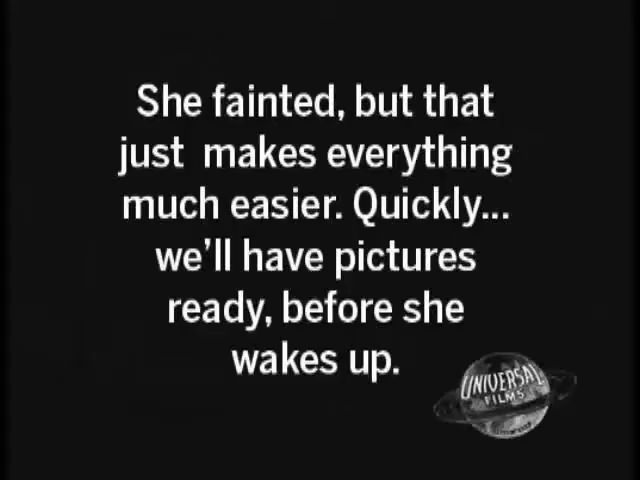 She fainted, but that
just  makes everything
much easier. Quickly...
we'll have pictures
ready, before she
wakes up.
UNIVERSAL
FILMS